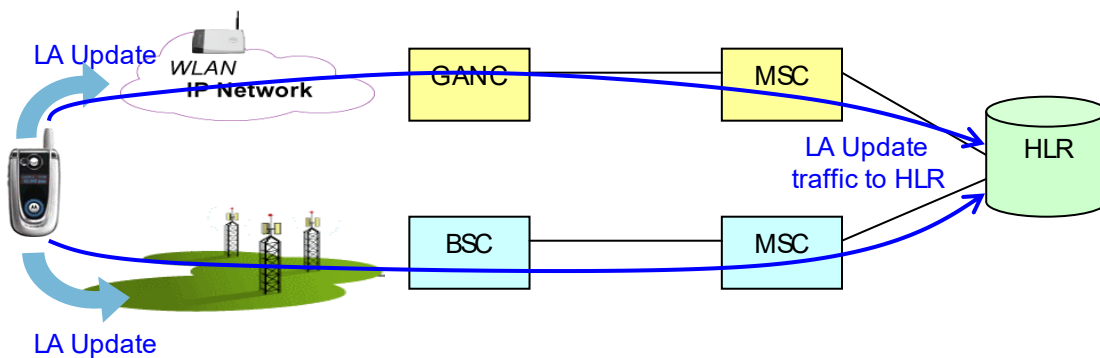 LA Update
WLAN
IP Network
GANC
MSC
HLR
LA Update
traffic to HLR
BSC
MSC
LA Update